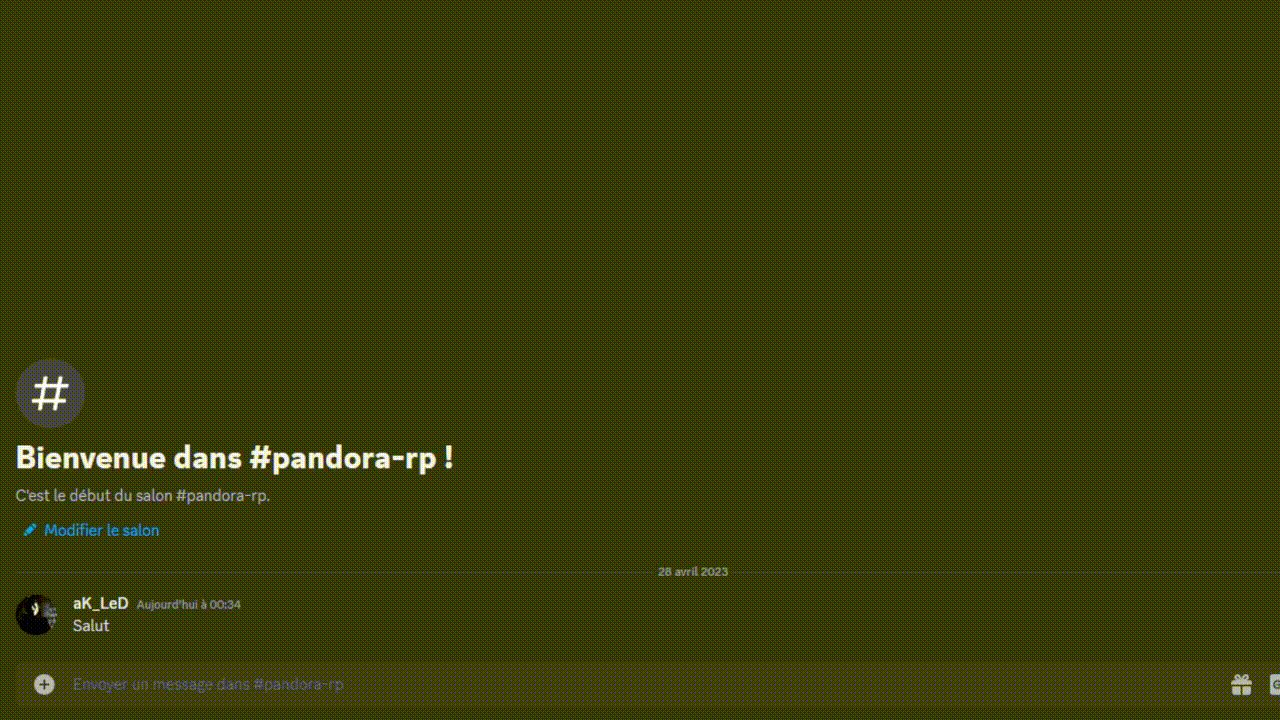 #
Bienvenue dans #pandora-rp !
C'est le début du salon #pandora-rp.
Modifier le salon
28 avril 2023
aK_LeD Aujourd'hui à 00:34
Salut
Envoyer un message dans #pandora-rp